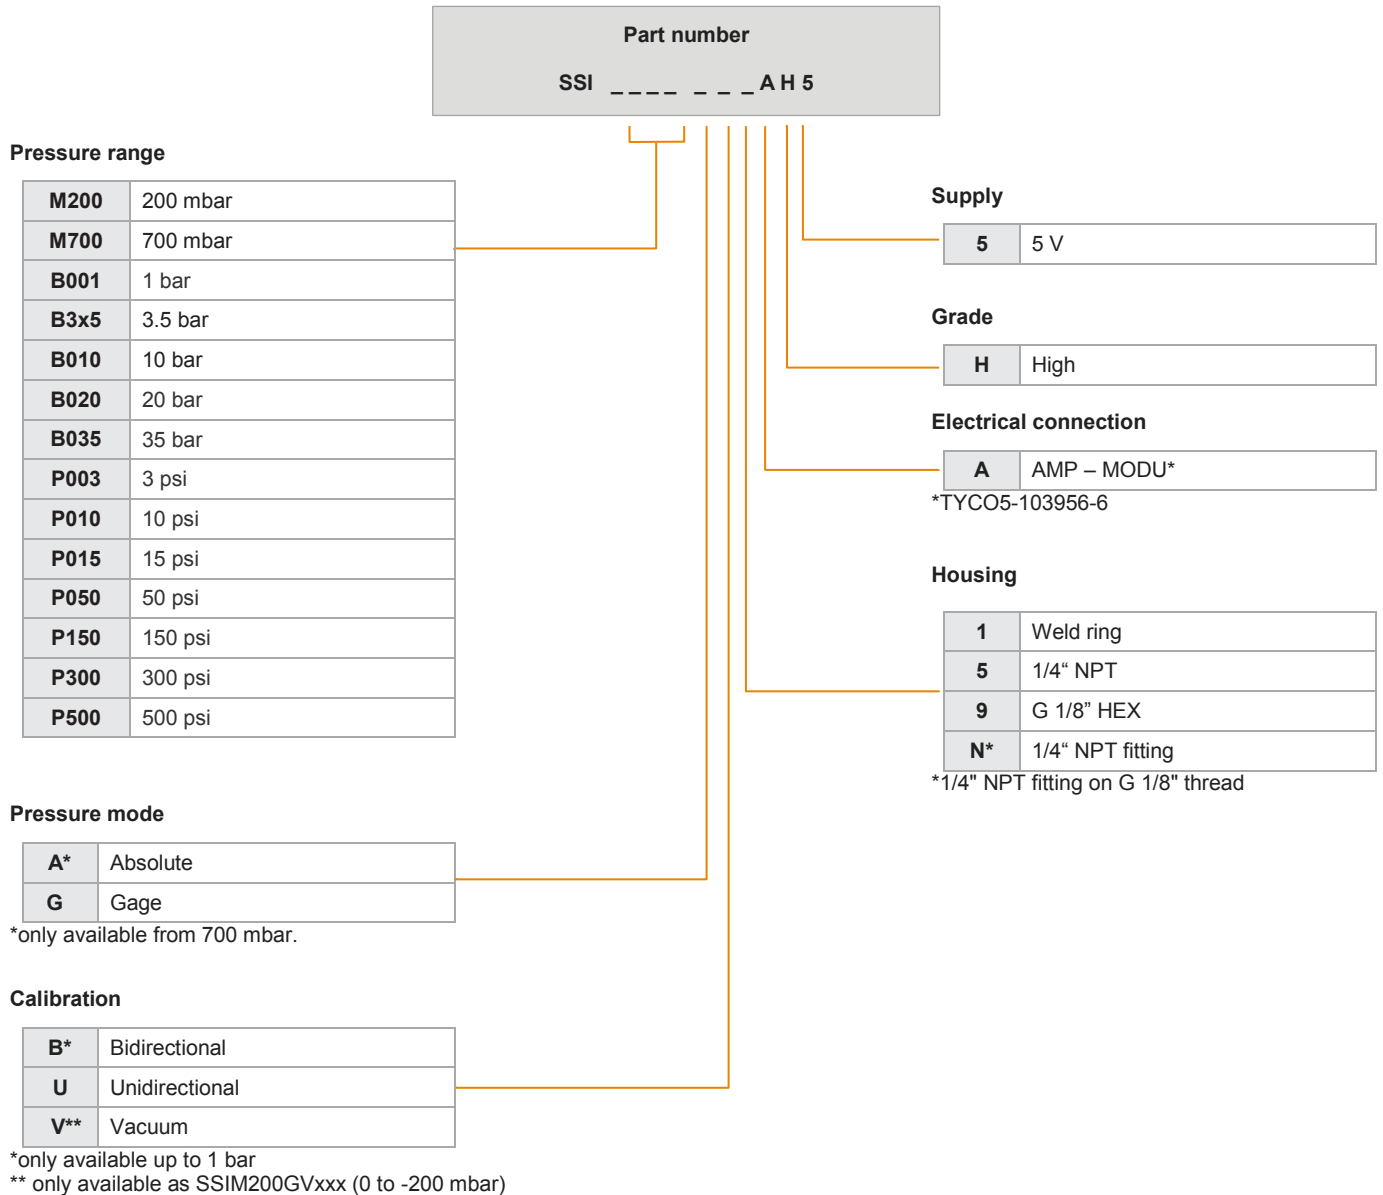 Part number
SSI _ _ _ _ _ _ _ A H 5
Pressure range
M200 200 mbar
M700 700 mbar
B001 1 bar
B3x5 3.5 bar
B010 10 bar
B020 20 bar
B035 35 bar
P003 3 psi
P010 10 psi
P015 15 psi
P050 50 psi
P150 150 psi
P300 300 psi
P500 500 psi
Pressure mode
A* Absolute
G Gage
*only available from 700 mbar.
Calibration
B* Bidirectional
U Unidirectional
V** Vacuum
*only available up to 1 bar
** only available as SSIM200GVxxx (0 to -200 mbar)
Supply
5 5 V
Grade
H High
Electrical connection
A AMP – MODU*
*TYCO5-103956-6
Housing
1 Weld ring
5 1/4“ NPT
9 G 1/8” HEX
N* 1/4“ NPT fitting
*1/4" NPT fitting on G 1/8" thread